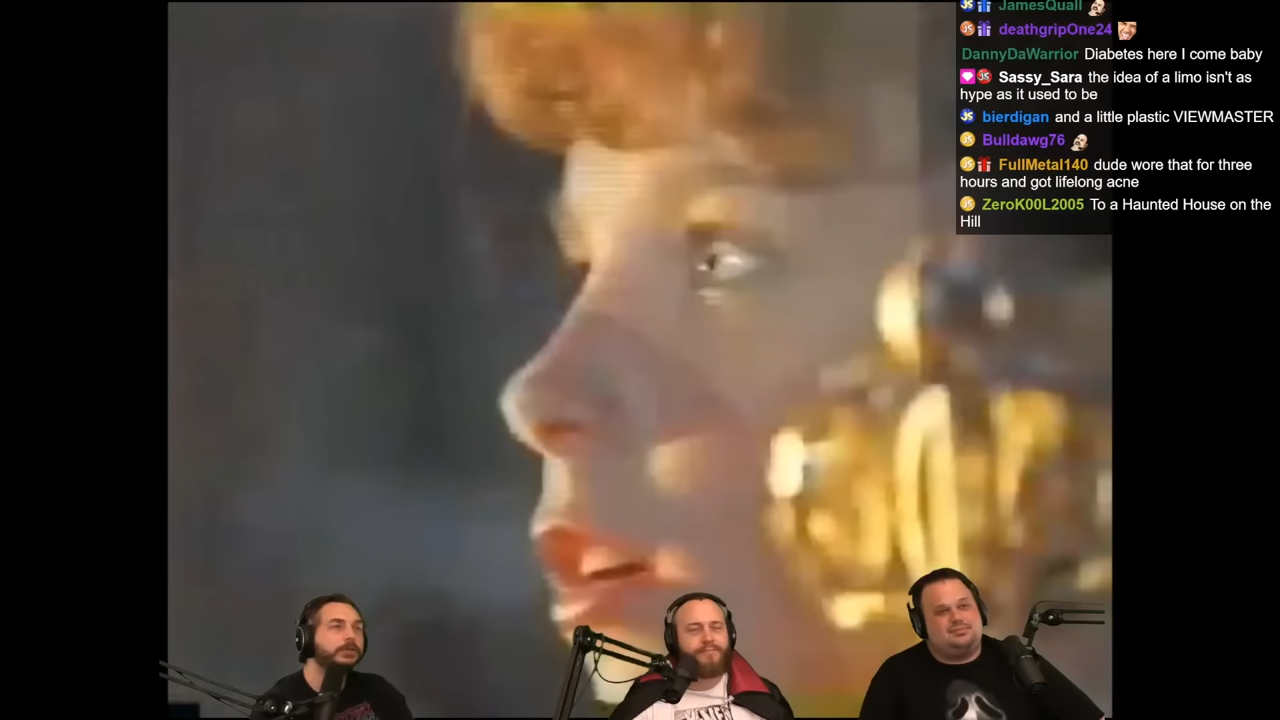 JamesQuall
deathgripOne24
DannyDaWarrior Diabetes here I come baby
Sassy_Sara the idea of a limo isn't as
hype as it used to be
bierdigan and a little plastic VIEWMASTER
Bulldawg76
FullMetal140 dude wore that for three
hours and got lifelong acne
ZeroK00L2005 To a Haunted House on the
Hill